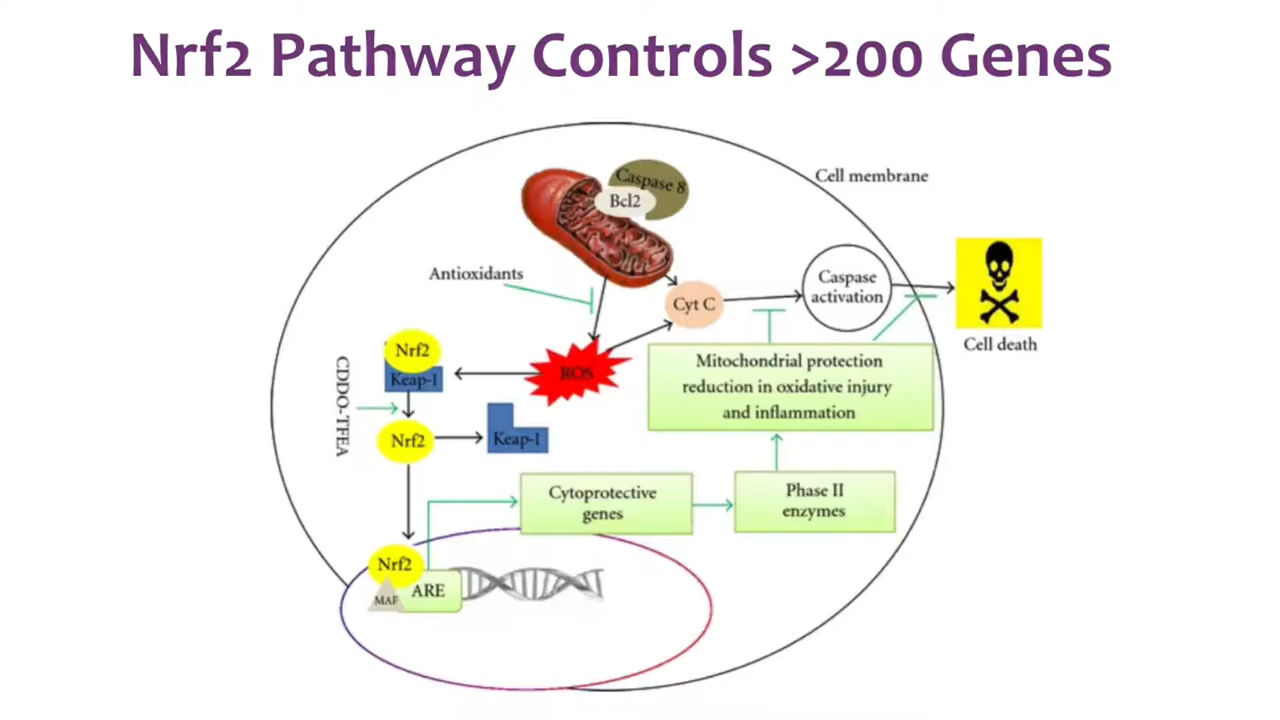 Nrf2 Pathway Controls >200 Genes
Cell membrane
Caspase 8
Bcl2
Antioxidants
Cyt C
Caspase
activation
Cell death
Nrf2
Keap-I
ROS
Mitochondrial protection
reduction in oxidative injury
and inflammation
CDDO-TFEA
Nrf2
Keap-I
Cytoprotective
genes
Phase II
enzymes
Nrf2
MAF
ARE